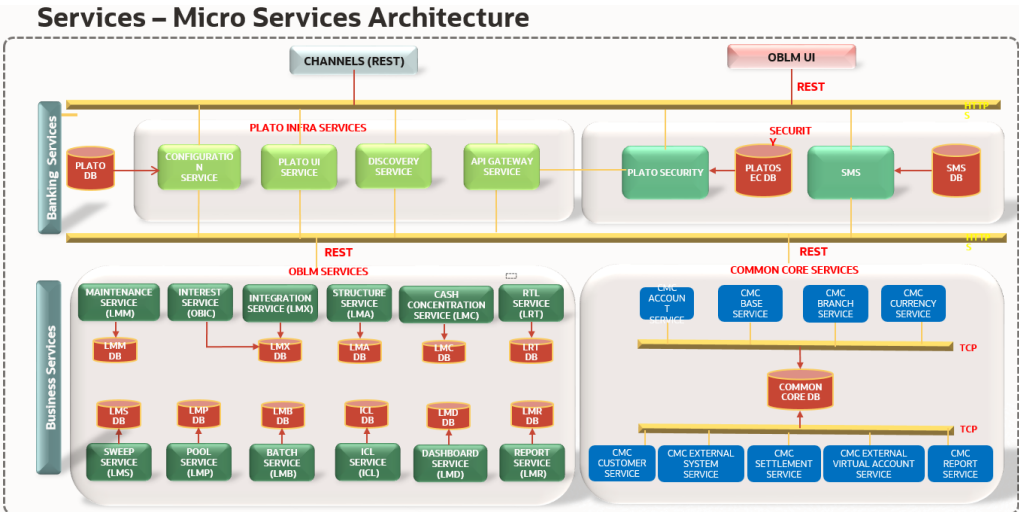 Services – Micro Services Architecture
CHANNELS (REST)
OBLM UI
REST
HTTP
S
Banking Services
PLATO INFRA SERVICES
SECURIT
Y
PLATO
DB
CONFIGURATIO
N
SERVICE
PLATO UI
SERVICE
DISCOVERY
SERVICE
API GATEWAY
SERVICE
PLATO SECURITY
PLATOS
EC DB
SMS
SMS
DB
HTTP
S
REST
REST
Business Services
OBLM SERVICES
COMMON CORE SERVICES
MAINTENANCE
SERVICE
(LMM)
INTEREST
SERVICE
(OBIC)
INTEGRATION
SERVICE (LMX)
STRUCTURE
SERVICE
(LMA)
CASH
CONCENTRATION
SERVICE (LMC)
RTL
SERVICE
(LRT)
CMC
ACCOUN
T
SERVICE
CMC
BASE
SERVICE
CMC
BRANCH
SERVICE
CMC
CURRENCY
SERVICE
LMM
DB
LMX
DB
LMA
DB
LMC
DB
LRT
DB
TCP
COMMON
CORE DB
LMS
DB
LMP
DB
LMB
DB
ICL
DB
LMD
DB
LMR
DB
TCP
SWEEP
SERVICE
(LMS)
POOL
SERVICE
(LMP)
BATCH
SERVICE
(LMB)
ICL
SERVICE
(ICL)
DASHBOARD
SERVICE
(LMD)
REPORT
SERVICE
(LMR)
CMC
CUSTOMER
SERVICE
CMC EXTERNAL
SYSTEM
SERVICE
CMC
SETTLEMENT
SERVICE
CMC EXTERNAL
VIRTUAL ACCOUNT
SERVICE
CMC
REPORT
SERVICE